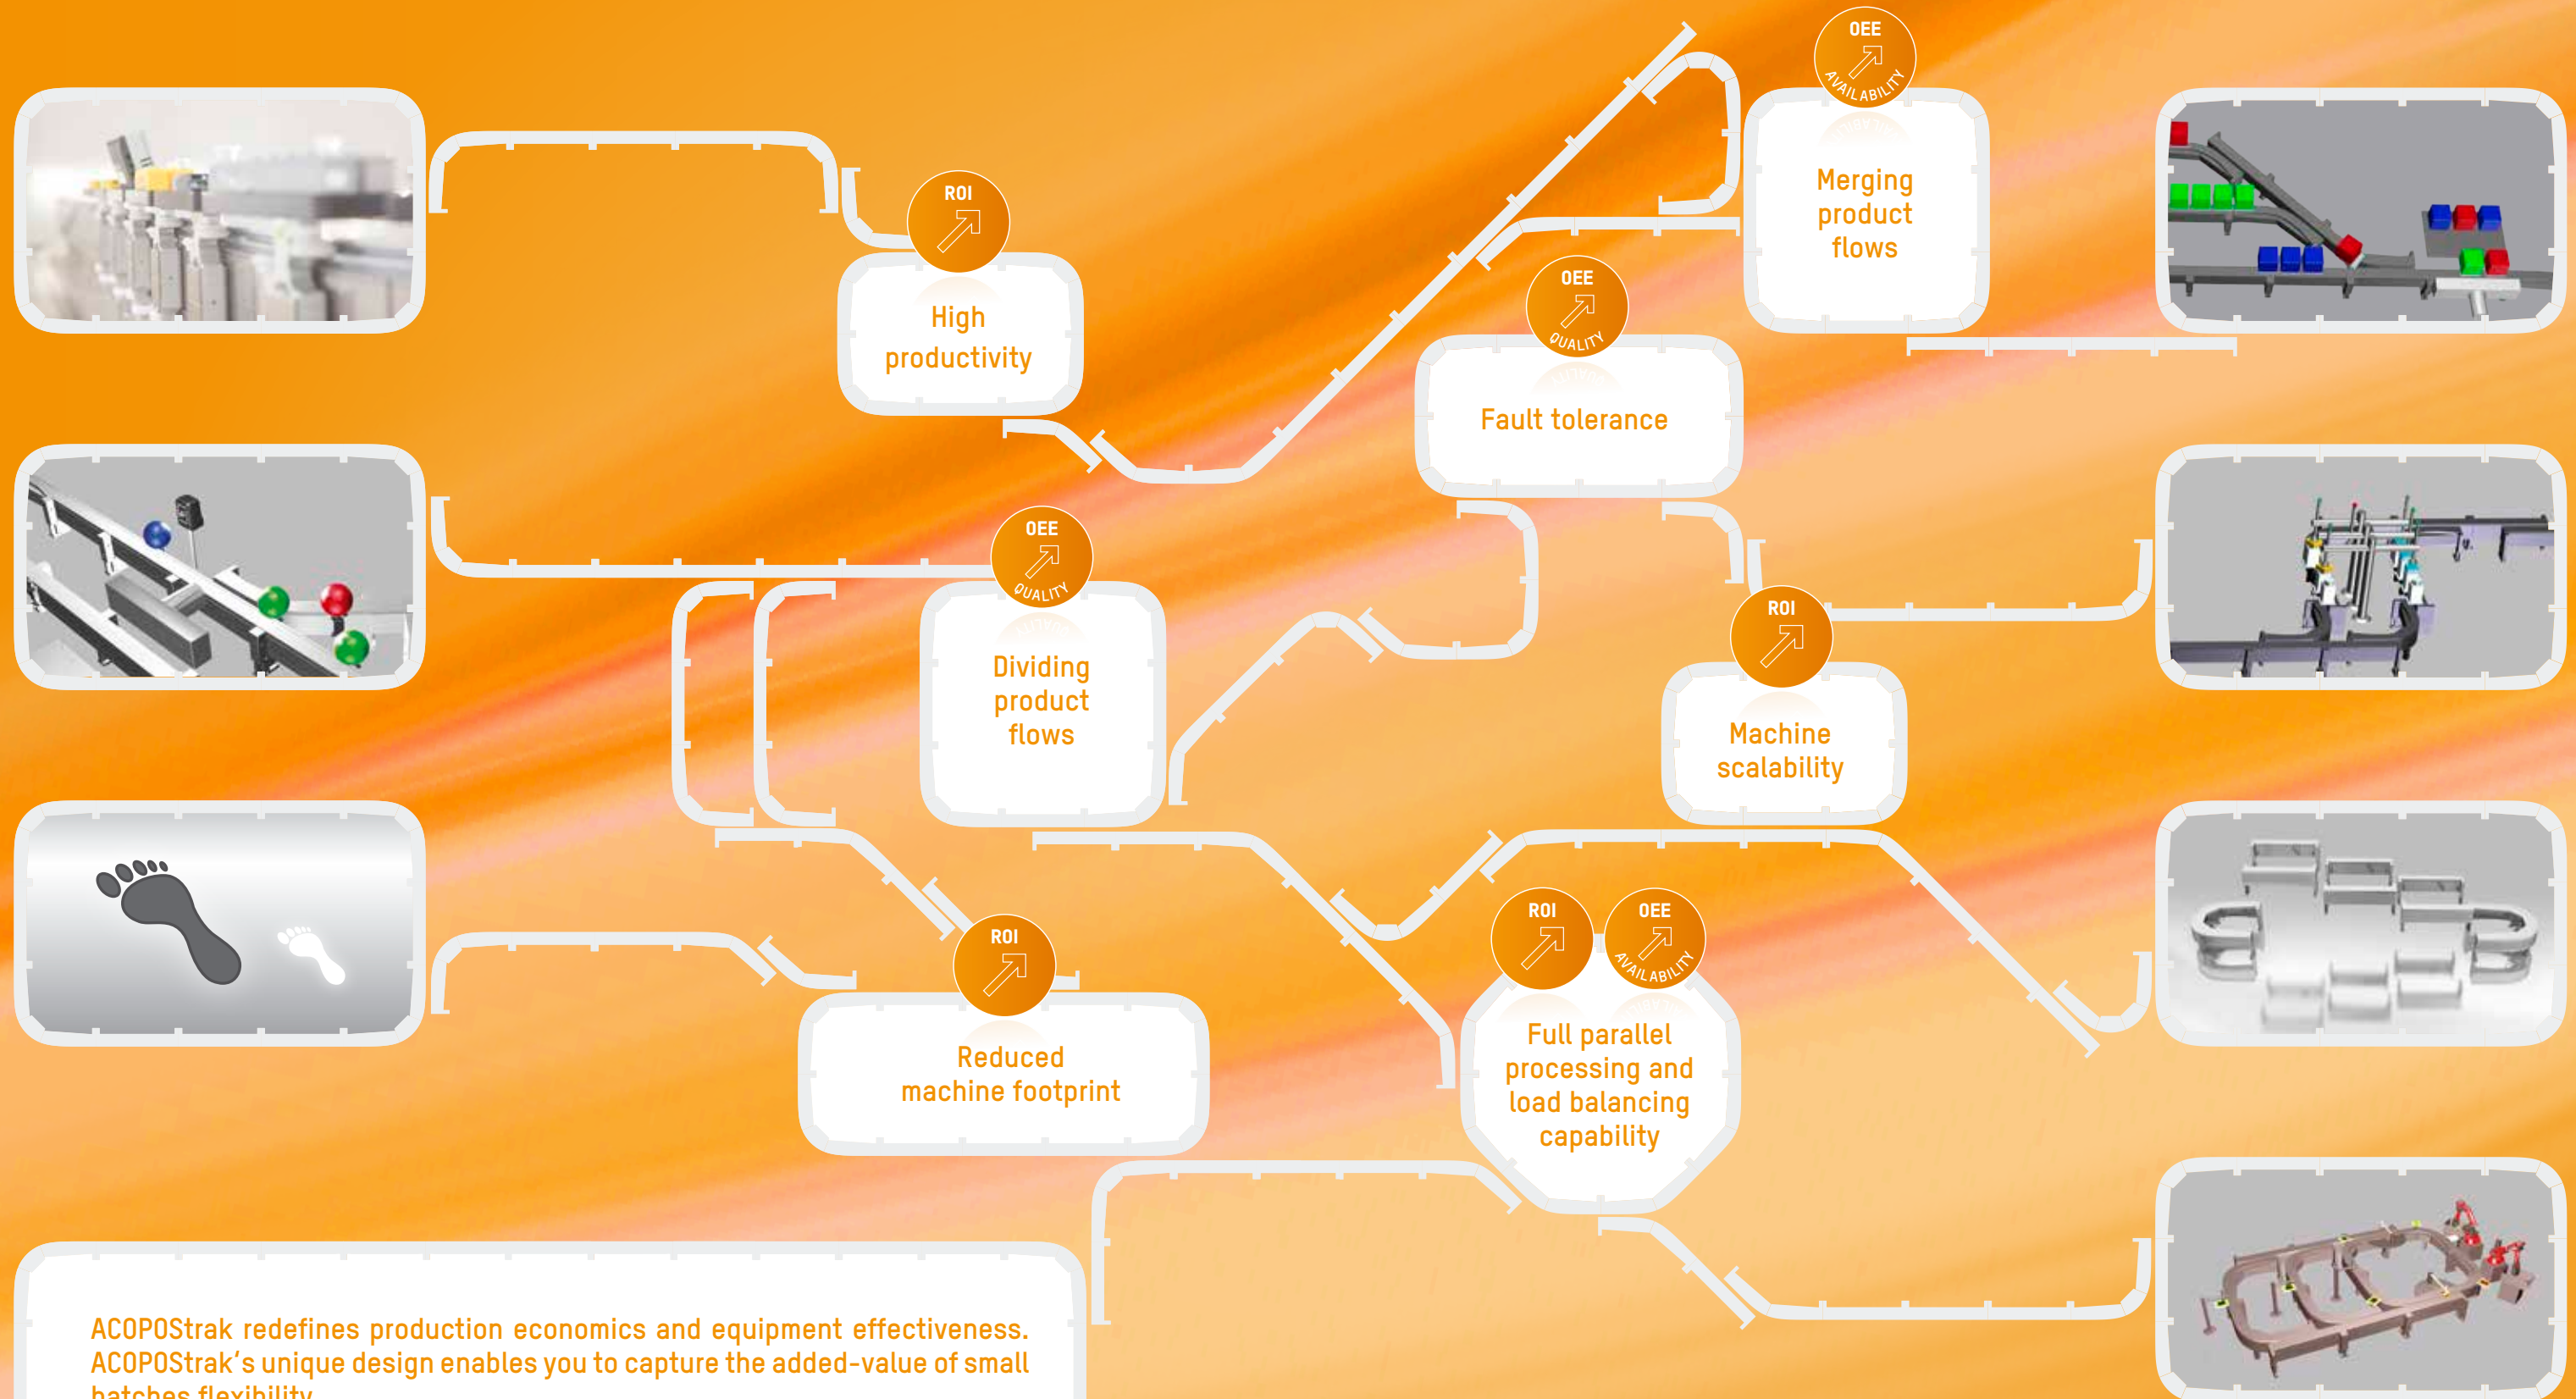 OEE
AVAILABILITY
Merging
product
flows
ROI
High
productivity
OEE
QUALITY
Fault tolerance
OEE
QUALITY
Dividing
product
flows
ROI
Machine
scalability
ROI
Reduced
machine footprint
ROI
OEE
AVAILABILITY
Full parallel
processing and
load balancing
capability
ACOPOStrak redefines production economics and equipment effectiveness.
ACOPOStrak's unique design enables you to capture the added-value of small
batches flexibility